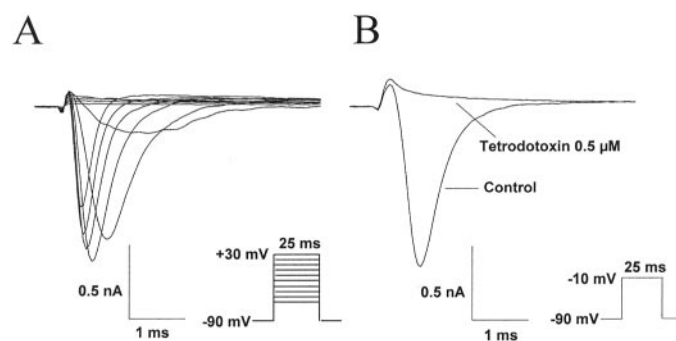 A
B
Tetrodotoxin 0.5 µM
Control
+30 mV
25 ms
0.5 nA
-90 mV
1 ms
25 ms
-10 mV
0.5 nA
-90 mV
1 ms